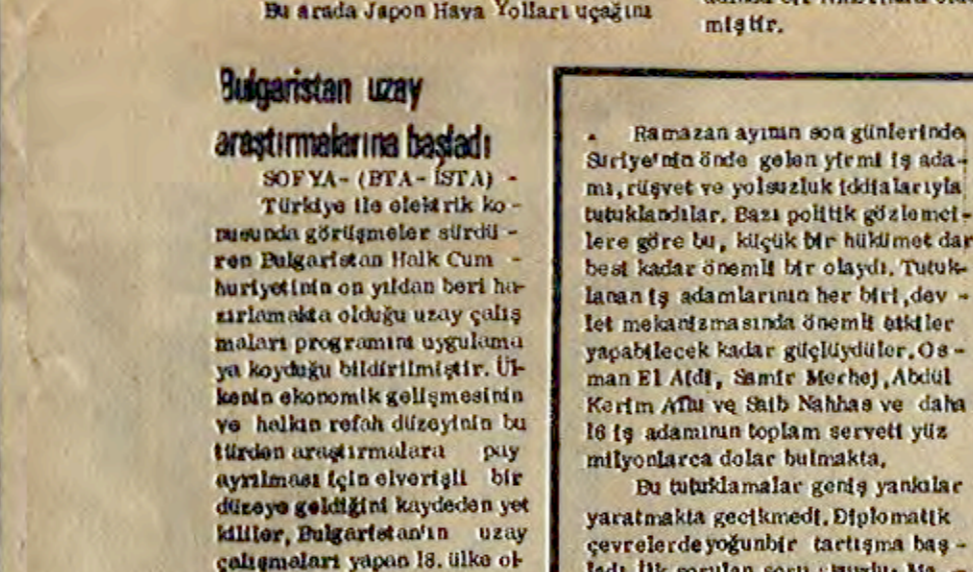 Bu arada Japon Hava Yolları uçağını
miştir.
Bulgaristan uzay
araştırmalarına başladı
SOFYA- (BTA- İSTA) -
Türkiye ile elektrik ko -
nusunda görüşmeler sürdü -
ren Bulgaristan Halk Cum -
huriyetinin on yıldan beri ha-
zırlamakta olduğu uzay çalış
maları programını uygulama
ya koyduğu bildirilmiştir. Ül-
kenin ekonomik gelişmesinin
ve halkın refah düzeyinin bu
türden araştırmalara pay
ayrılması için elverişli bir
düzeye geldiğini kaydeden yet
kililer, Bulgaristan'ın uzay
çalışmaları yapan 18. ülke ol-
Ramazan ayının son günlerinde
Suriye'nin önde gelen yirmi iş ada-
mı, rüşvet ve yolsuzluk iddialarıyla
tutuklandılar. Bazı politik gözlemci-
lere göre bu, küçük bir hükümet dar
besi kadar önemli bir olaydı. Tutuk-
lanan iş adamlarının her biri, dev -
let mekanizmasında önemli etkiler
yapabilecek kadar güçlüydüler. Os -
man El Aidi, Samir Merhej, Abdül
Kerim ve Saib Nahhas ve daha
16 iş adamının toplam serveti yüz
milyonlarca dolar bulmakta.
Bu tutuklamalar geniş yankılar
yaratmakta gecikmedi. Diplomatik
çevrelerde yoğunbir tartışma baş -
ladı. İlk sorulan soru